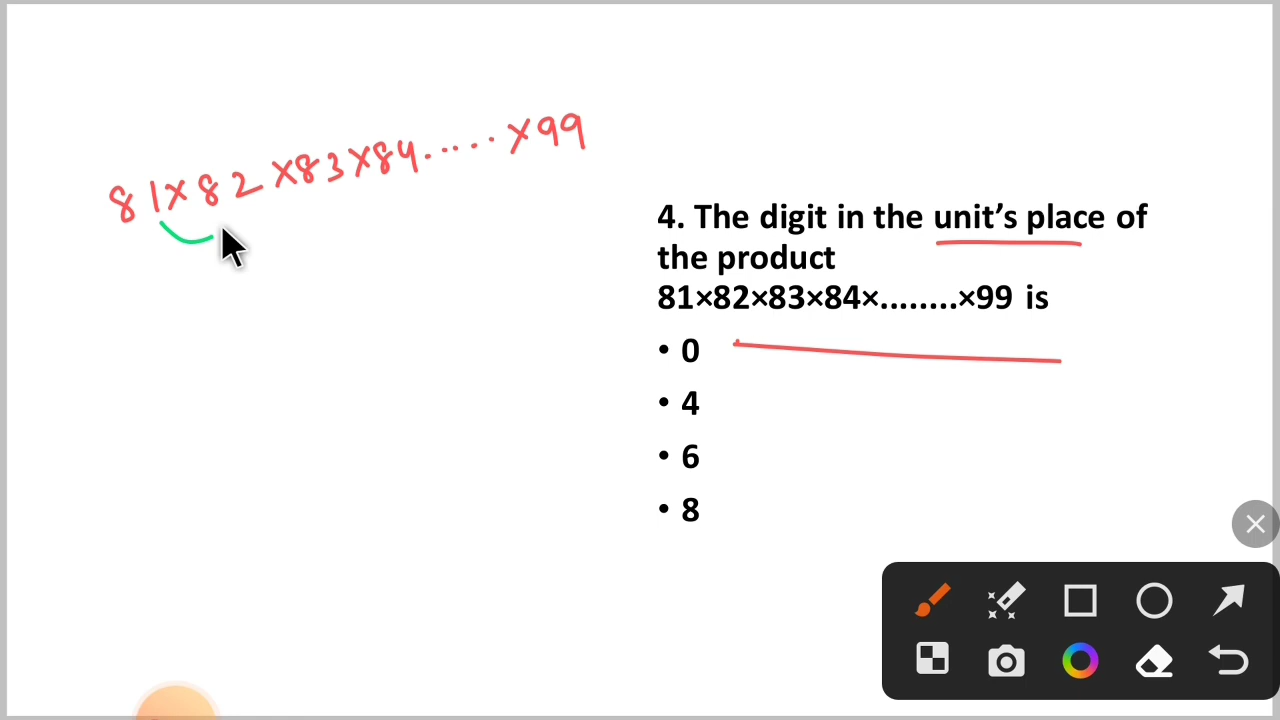 81×82×83×84.....×99
4. The digit in the unit's place of
the product
81×82×83×84×........×99 is
• 0
• 4
• 6
• 8